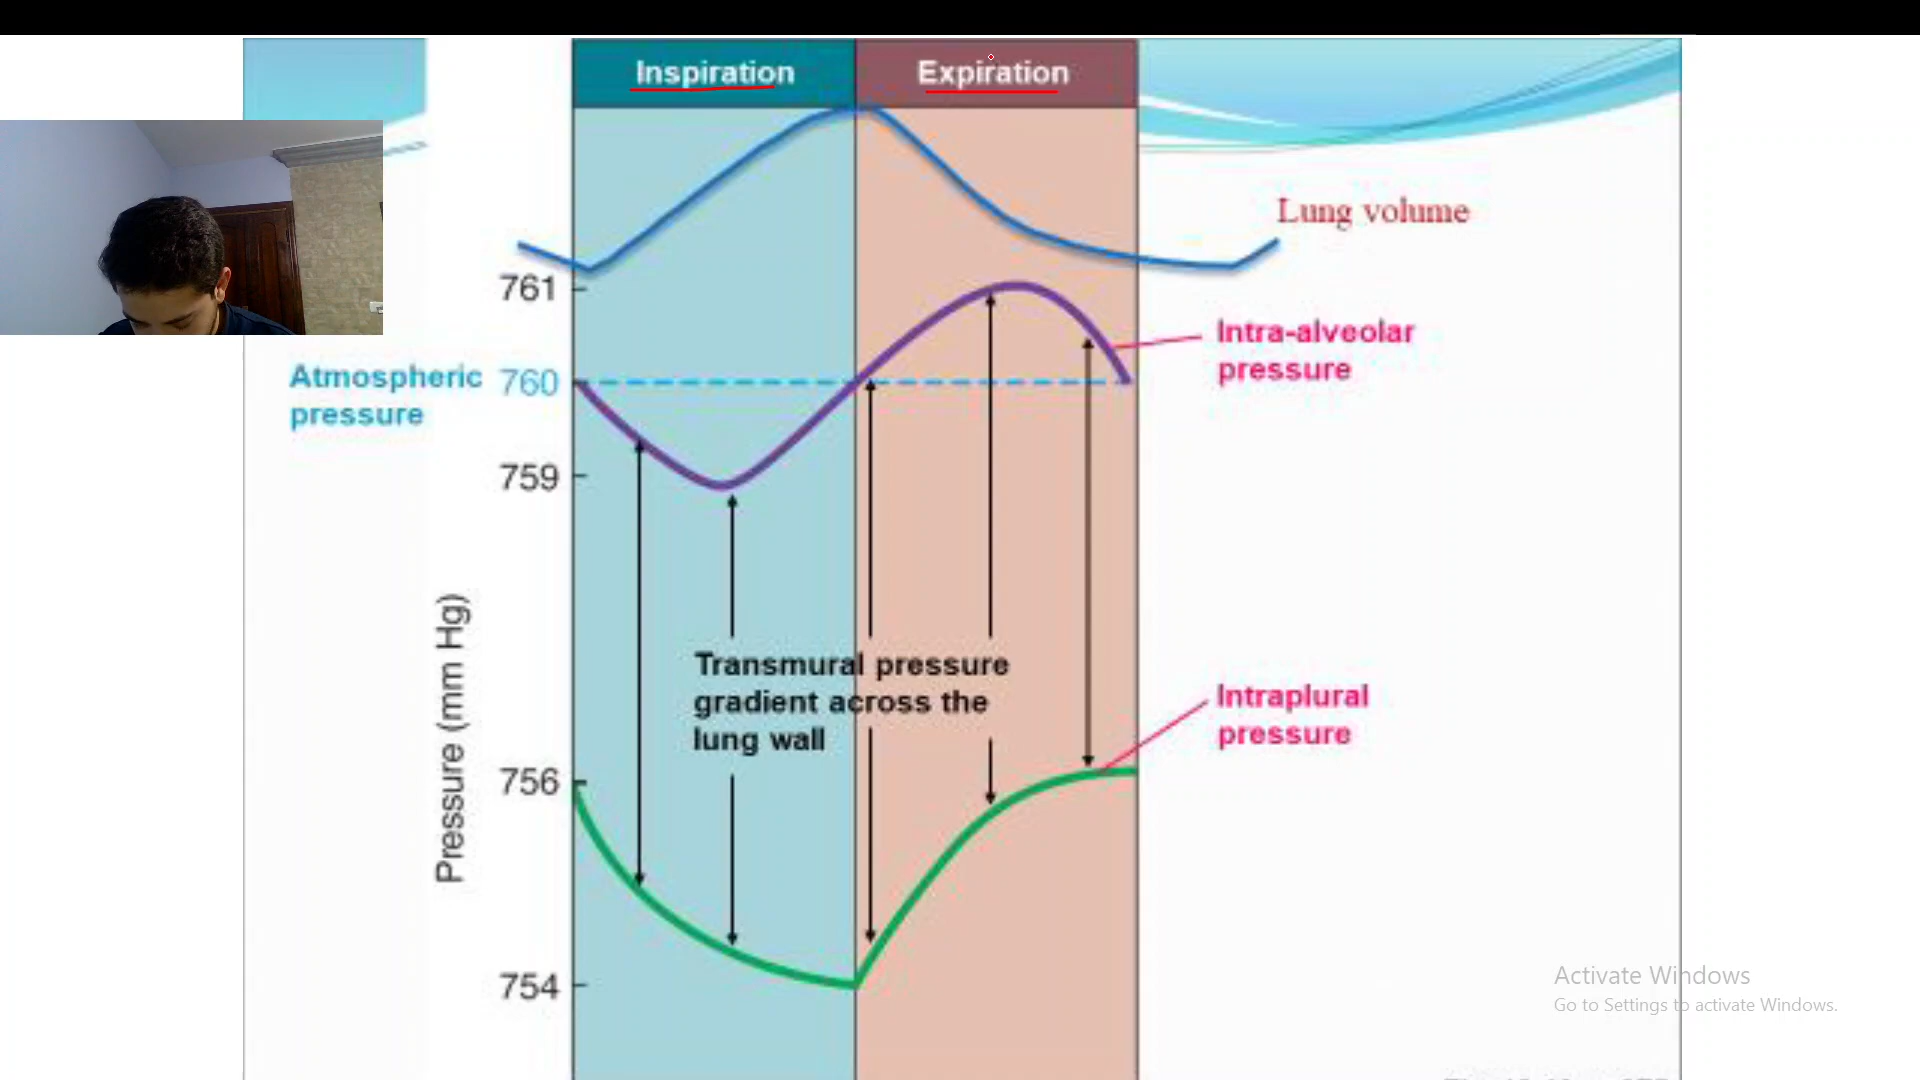 Inspiration
Expiration
Lung volume
761
Intra-alveolar
pressure
Atmospheric
pressure
760
759
Pressure (mm Hg)
Transmural pressure
gradient across the
lung wall
Intraplural
pressure
756
754
Activate Windows
Go to Settings to activate Windows.